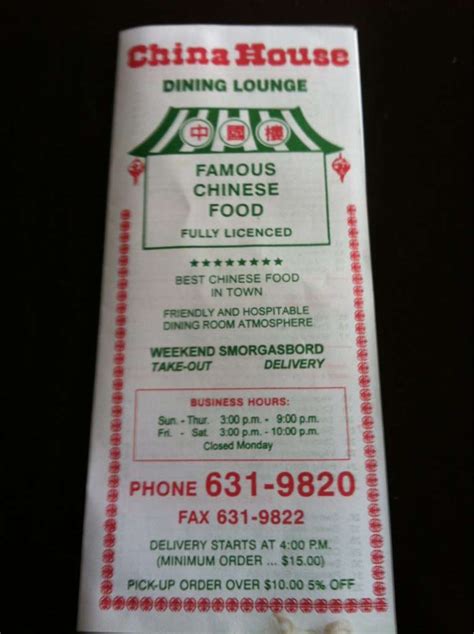 China House
DINING LOUNGE
中國樓
FAMOUS
CHINESE
FOOD
FULLY LICENCED
★★★★★★★★
BEST CHINESE FOOD
IN TOWN
FRIENDLY AND HOSPITABLE
DINING ROOM ATMOSPHERE
WEEKEND SMORGASBORD
TAKE-OUT DELIVERY
BUSINESS HOURS:
Sun. - Thur. 3:00 p.m. - 9:00 p.m.
Fri. - Sat. 3:00 p.m. - 10:00 p.m.
Closed Monday
PHONE 631-9820
FAX 631-9822
DELIVERY STARTS AT 4:00 P.M.
(MINIMUM ORDER ... $15.00)
PICK-UP ORDER OVER $10.00 5% OFF